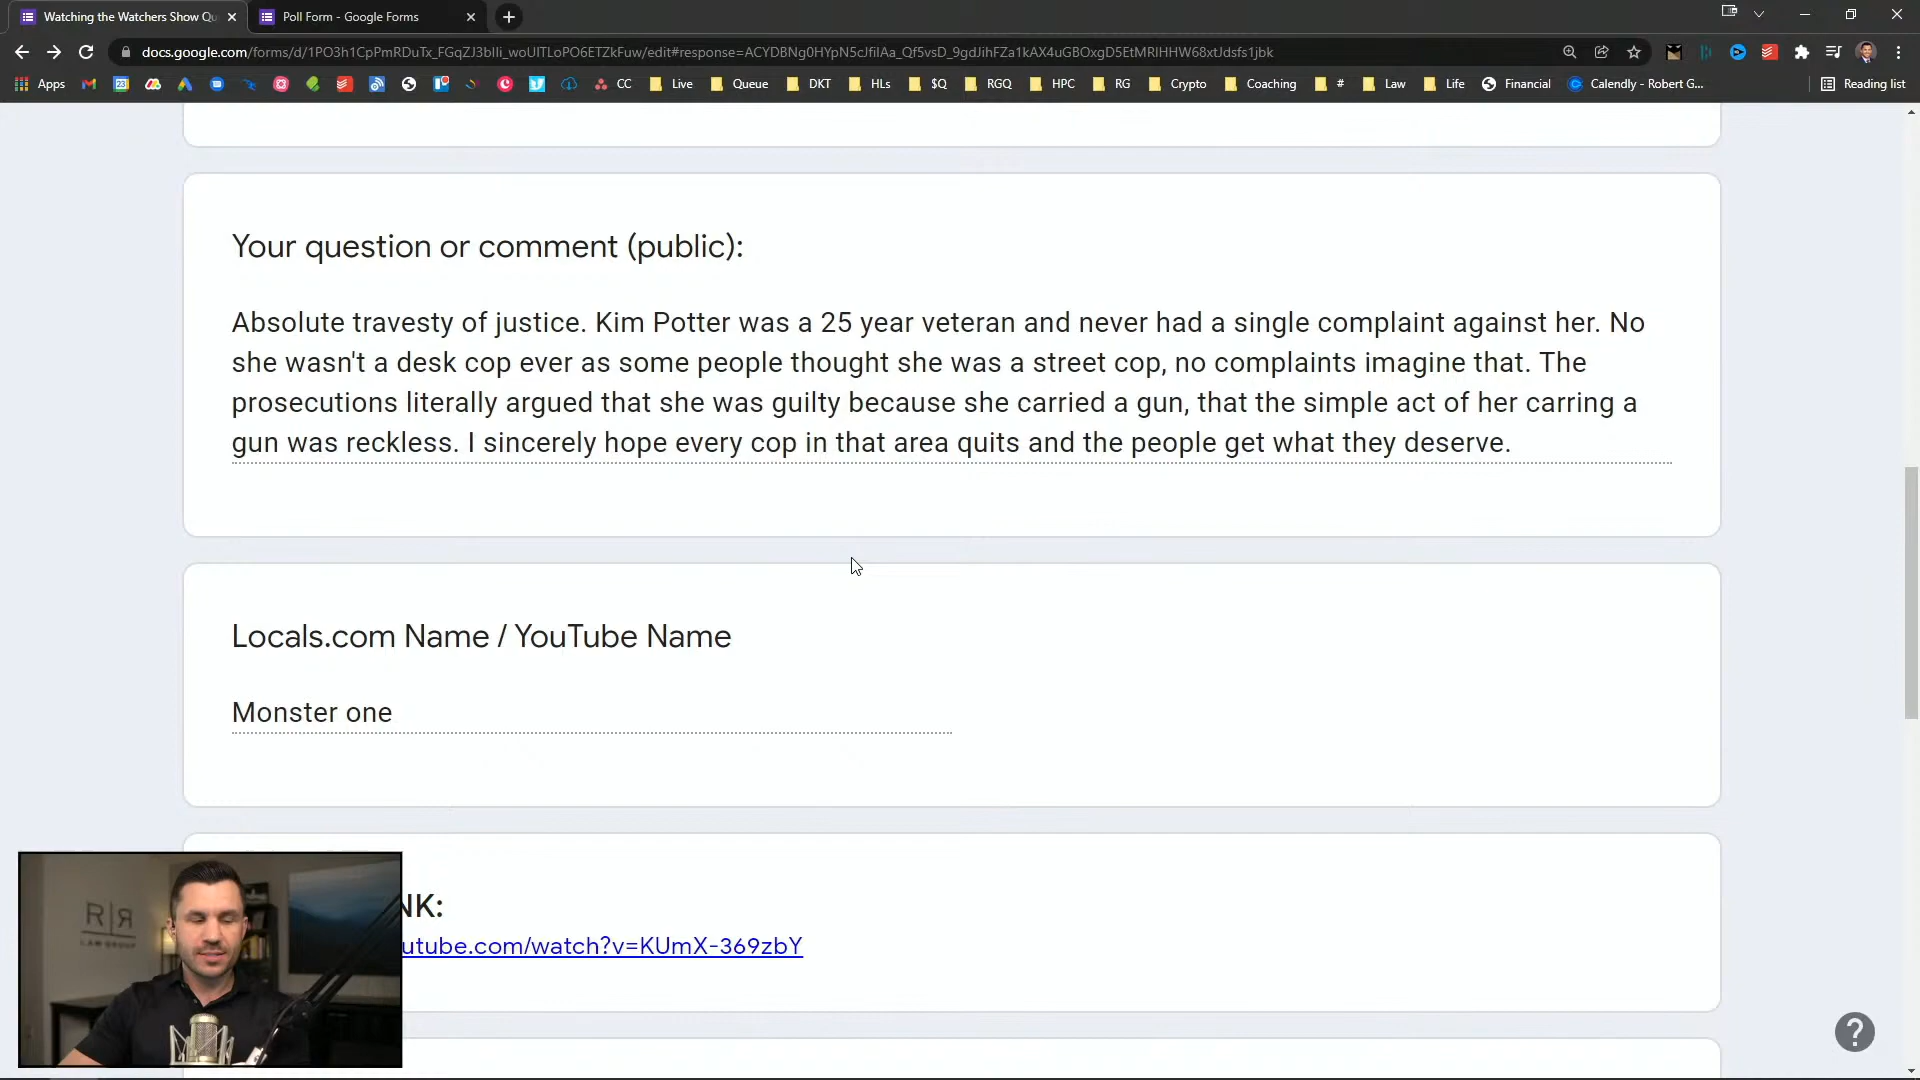 Watching the Watchers Show Qu
Poll Form - Google Forms
docs.google.com/forms/d/1PO3h1CpPmRDuTx_FGqZJ3bIIi_woUlTLoPO6ETZkFuw/edit#response=ACYDBNg0HYpN5cJfiIAa_Qf5vsD_9gdJihFZa1kAX4uGBOxgD5EtMRlHHW68xtJdsfs1jbk
Apps
CC
Live
Queue
DKT
HLs
$Q
RGQ
HPC
RG
Crypto
Coaching
#
Law
Life
Financial
Calendly - Robert G...
Reading list
Your question or comment (public):
Absolute travesty of justice. Kim Potter was a 25 year veteran and never had a single complaint against her. No
she wasn't a desk cop ever as some people thought she was a street cop, no complaints imagine that. The
prosecutions literally argued that she was guilty because she carried a gun, that the simple act of her carring a
gun was reckless. I sincerely hope every cop in that area quits and the people get what they deserve.
Locals.com Name / YouTube Name
Monster one
NK:
utube.com/watch?v=KUmX-369zbY
R|R
LAW GROUP